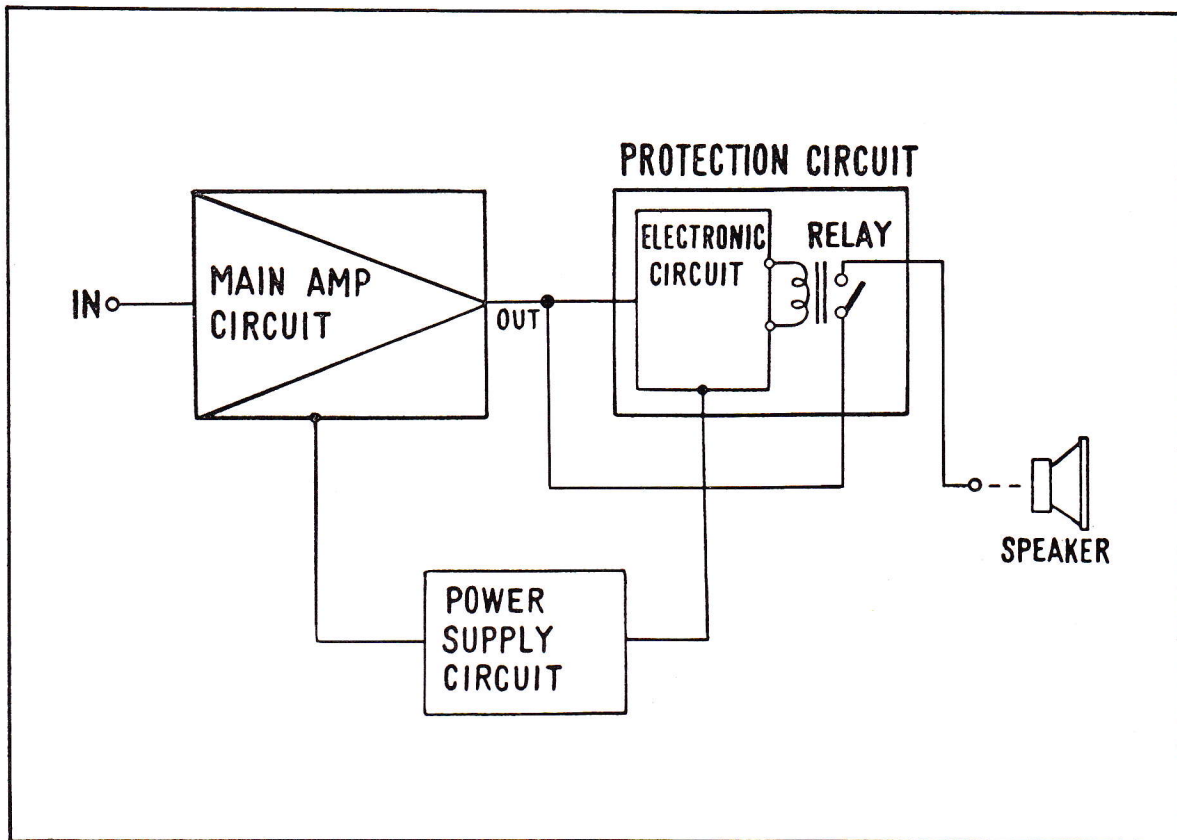 PROTECTION CIRCUIT
ELECTRONIC
CIRCUIT
RELAY
MAIN AMP
CIRCUIT
IN
OUT
SPEAKER
POWER
SUPPLY
CIRCUIT